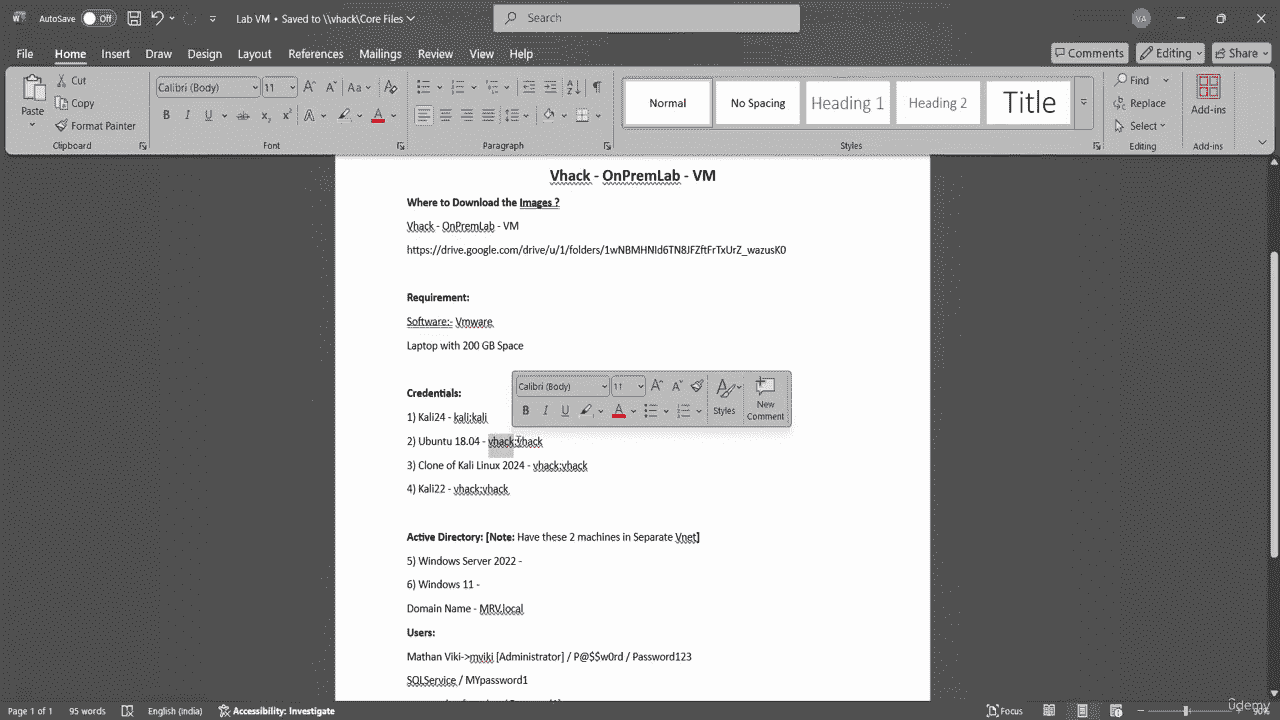 Lab VM • Saved to \\vhack\Core Files
Search
VA
File Home Insert Draw Design Layout References Mailings Review View Help
Comments Editing Share
Paste
Cut
Copy
Format Painter
Clipboard
Calibri (Body) 11
Font
Paragraph
Normal
No Spacing
Heading 1
Heading 2
Title
Styles
Find
Replace
Select
Editing
Add-ins
Add-ins
Vhack - OnPremLab - VM
Where to Download the Images ?
Vhack - OnPremLab - VM
https://drive.google.com/drive/u/1/folders/1wNBMHNId6TN8JFZftFrTxUrZ_wazusK0
Requirement:
Software:- Vmware
Laptop with 200 GB Space
Calibri (Body) 11
Styles
New Comment
Credentials:
1) Kali24 - kali:kali
2) Ubuntu 18.04 - vhack:vhack
3) Clone of Kali Linux 2024 - vhack:vhack
4) Kali22 - vhack:vhack
Active Directory: [Note: Have these 2 machines in Separate Vnet]
5) Windows Server 2022 -
6) Windows 11 -
Domain Name - MRV.local
Users:
Mathan Viki->mviki [Administrator] / P@$$w0rd / Password123
SQLService / MYpassword1
Page 1 of 1 95 words English (India) Accessibility: Investigate
Focus
90%
Udemy